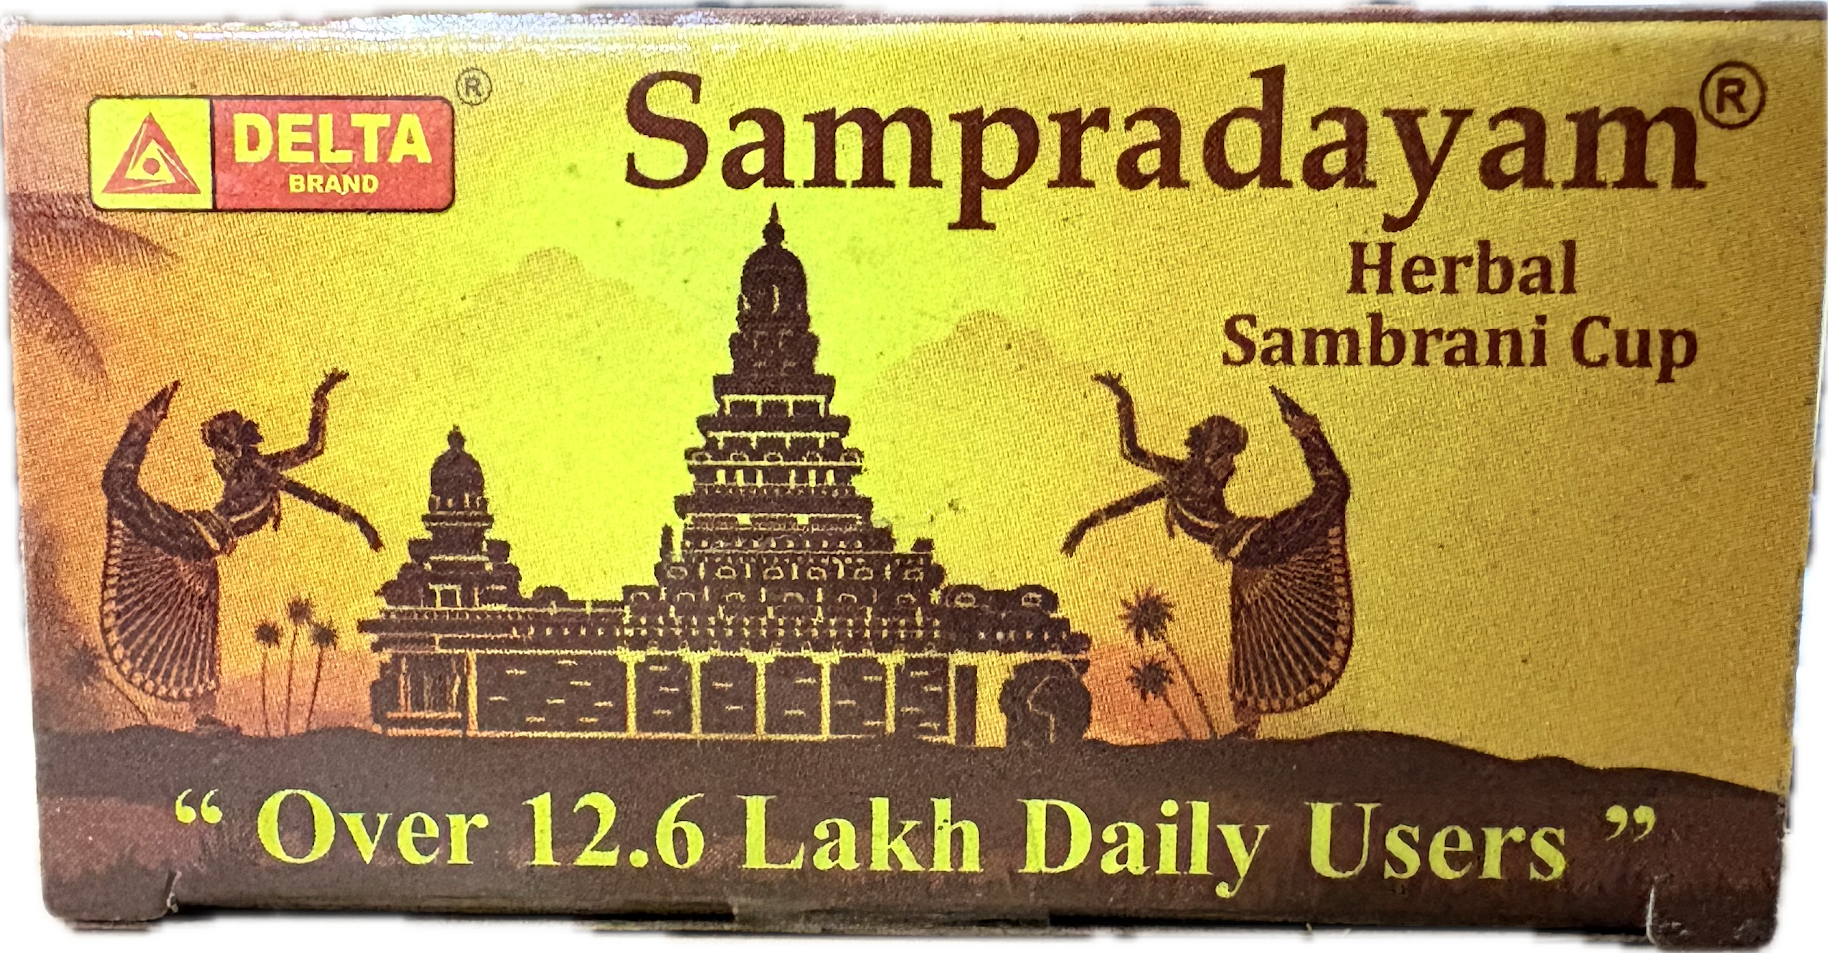 DELTA ®
BRAND
Sampradayam®
Herbal
Sambrani Cup
“ Over 12.6 Lakh Daily Users ”